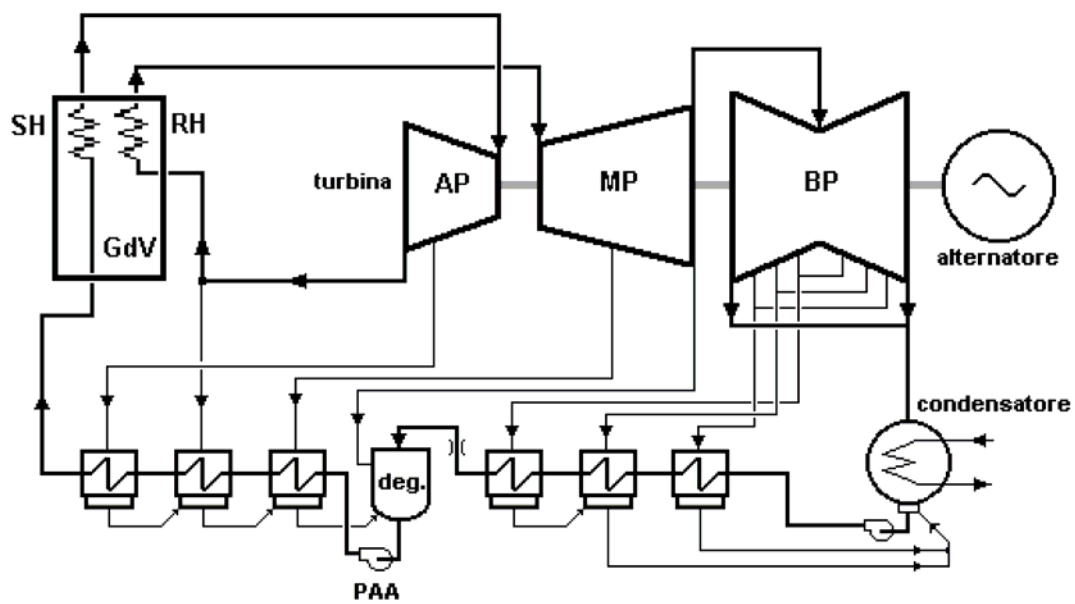 SH
RH
GdV
turbina
AP
MP
BP
alternatore
condensatore
deg.
PAA